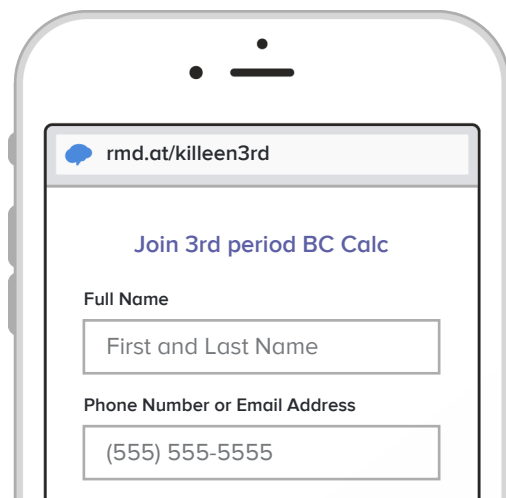 rmd.at/killeen3rd
Join 3rd period BC Calc
Full Name
First and Last Name
Phone Number or Email Address
(555) 555-5555